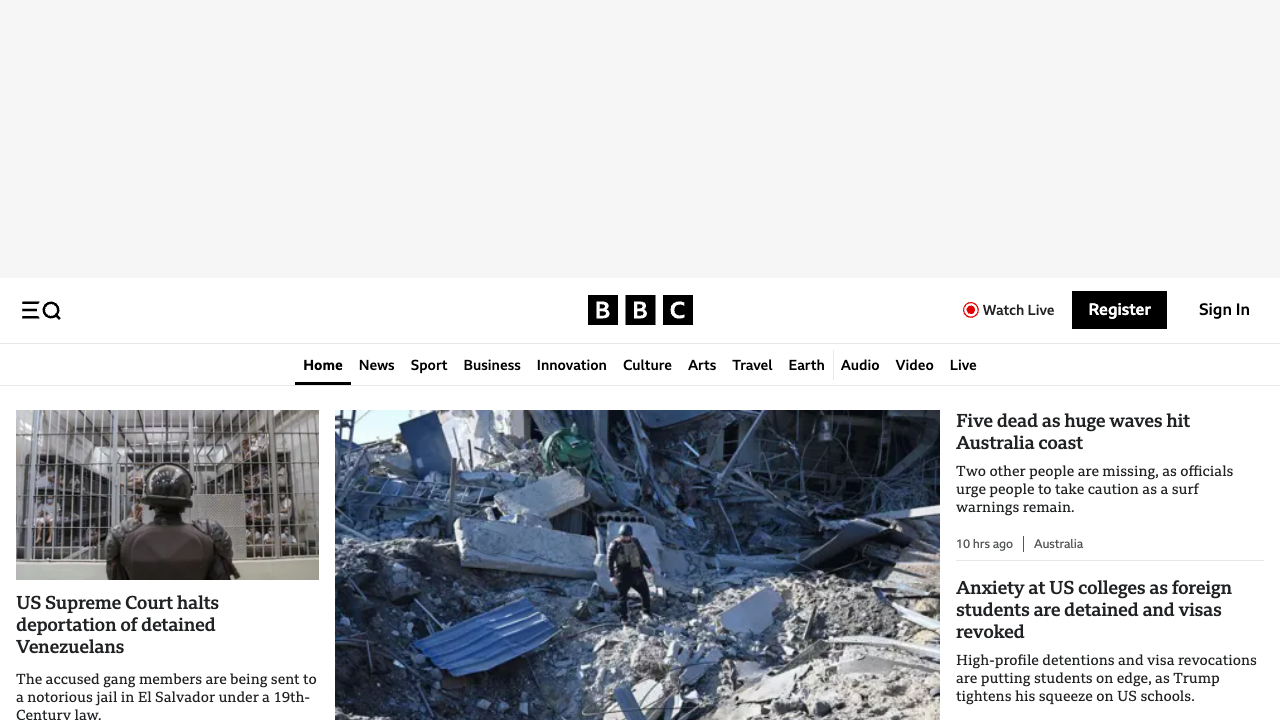 BBC
Watch Live
Register
Sign In
Home
News
Sport
Business
Innovation
Culture
Arts
Travel
Earth
Audio
Video
Live
US Supreme Court halts
deportation of detained
Venezuelans
The accused gang members are being sent to
a notorious jail in El Salvador under a 19th-
Century law.
Five dead as huge waves hit
Australia coast
Two other people are missing, as officials
urge people to take caution as a surf
warnings remain.
10 hrs ago
Australia
Anxiety at US colleges as foreign
students are detained and visas
revoked
High-profile detentions and visa revocations
are putting students on edge, as Trump
tightens his squeeze on US schools.